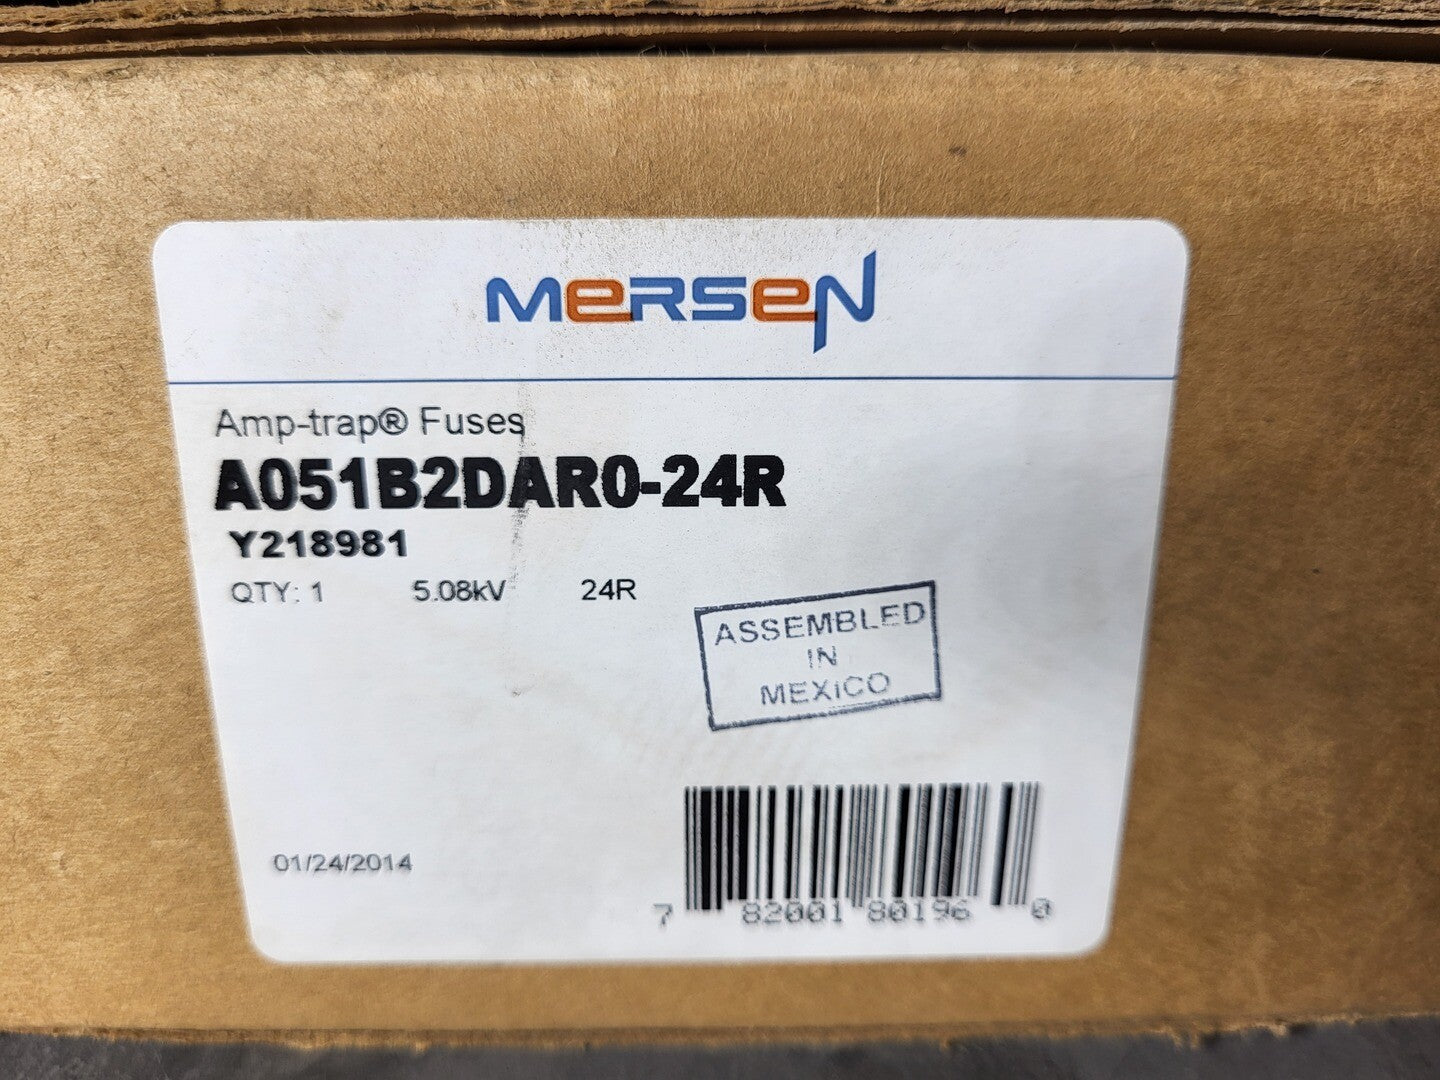 MERSEN
Amp-trap® Fuses
A051B2DAR0-24R
Y218981
QTY: 1 5.08kV 24R
ASSEMBLED
IN
MEXiCO
01/24/2014
7 82001 80196 0